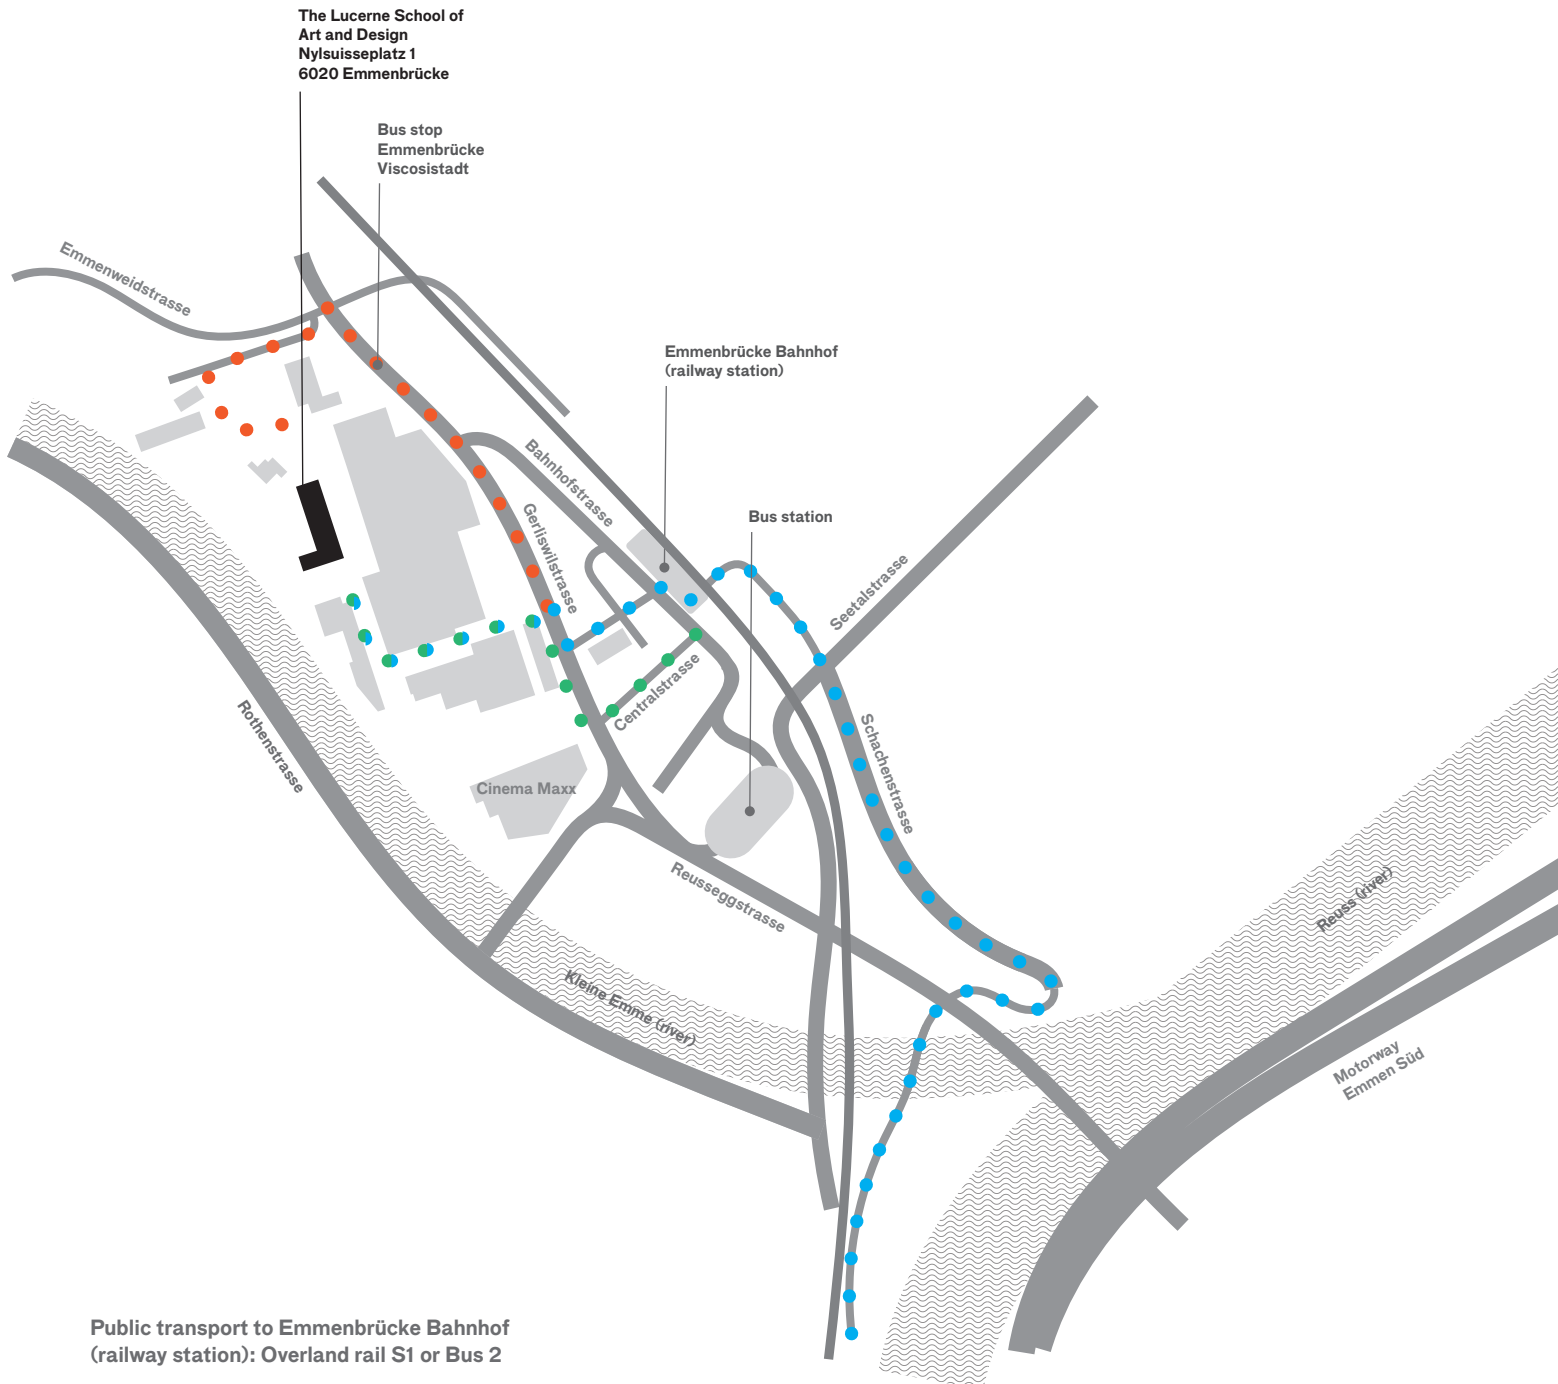 The Lucerne School of
Art and Design
Nylsuisseplatz 1
6020 Emmenbrücke
Bus stop
Emmenbrücke
Viscosistadt
Emmenweidstrasse
Emmenbrücke Bahnhof
(railway station)
Bahnhofstrasse
Gerliswilstrasse
Bus station
Seetalstrasse
Centralstrasse
Rothenstrasse
Schachenstrasse
Cinema Maxx
Reusseggstrasse
Reuss (river)
Kleine Emme (river)
Motorway
Emmen Süd
Public transport to Emmenbrücke Bahnhof
(railway station): Overland rail S1 or Bus 2